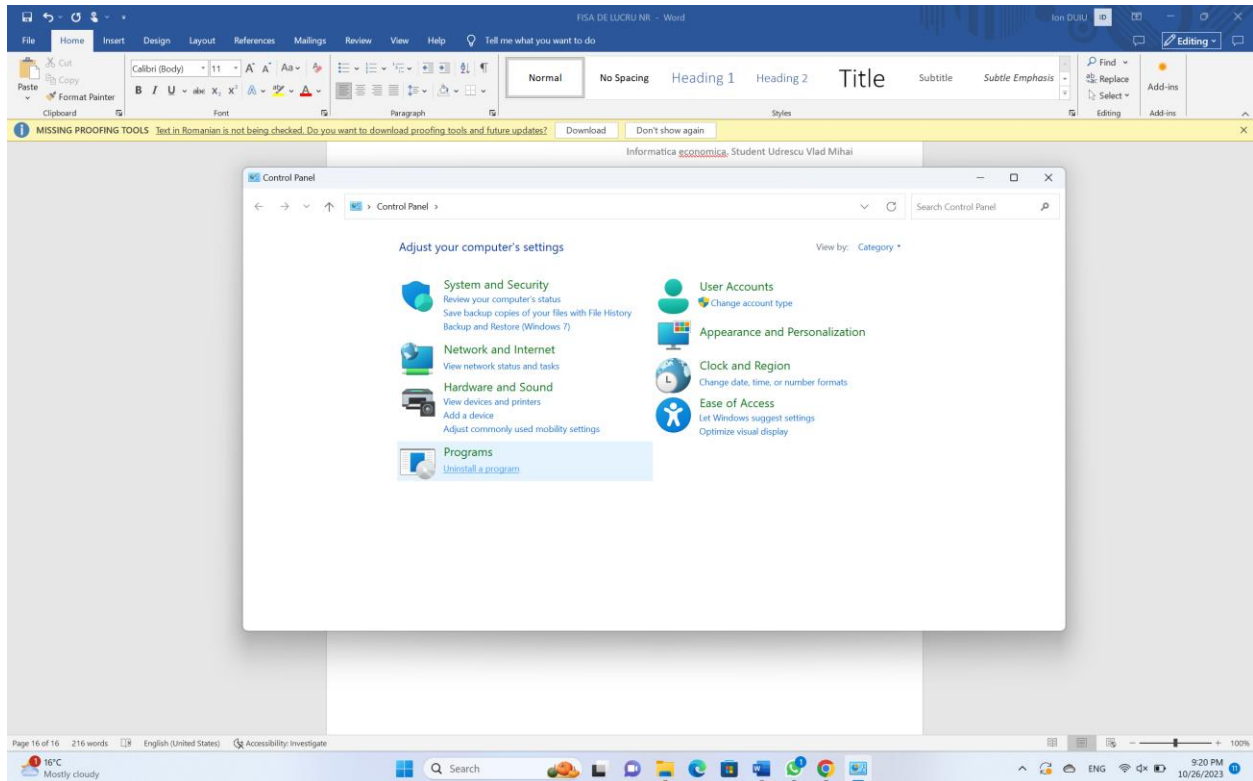 FISA DE LUCRU NR - Word
Ion DUIU ID
File Home Insert Design Layout References Mailings Review View Help Tell me what you want to do
Editing
Paste
Cut
Copy
Format Painter
Clipboard
Calibri (Body) 11 A A Aa
B I U abc x, x² A A
Font
Paragraph
Normal
No Spacing
Heading 1
Heading 2
Title
Subtitle
Subtle Emphasis
Styles
Find
Replace
Select
Editing
Add-ins
Add-ins
MISSING PROOFING TOOLS Text in Romanian is not being checked. Do you want to download proofing tools and future updates? Download Don't show again
Informatica economica, Student Udrescu Vlad Mihai
Control Panel
Control Panel
Search Control Panel
Adjust your computer's settings
View by: Category
System and Security
Review your computer's status
Save backup copies of your files with File History
Backup and Restore (Windows 7)
Network and Internet
View network status and tasks
Hardware and Sound
View devices and printers
Add a device
Adjust commonly used mobility settings
Programs
Uninstall a program
User Accounts
Change account type
Appearance and Personalization
Clock and Region
Change date, time, or number formats
Ease of Access
Let Windows suggest settings
Optimize visual display
Page 16 of 16 216 words English (United States) Accessibility: Investigate
100%
1
16°C
Mostly cloudy
Search
ENG
9:20 PM
10/26/2023
11